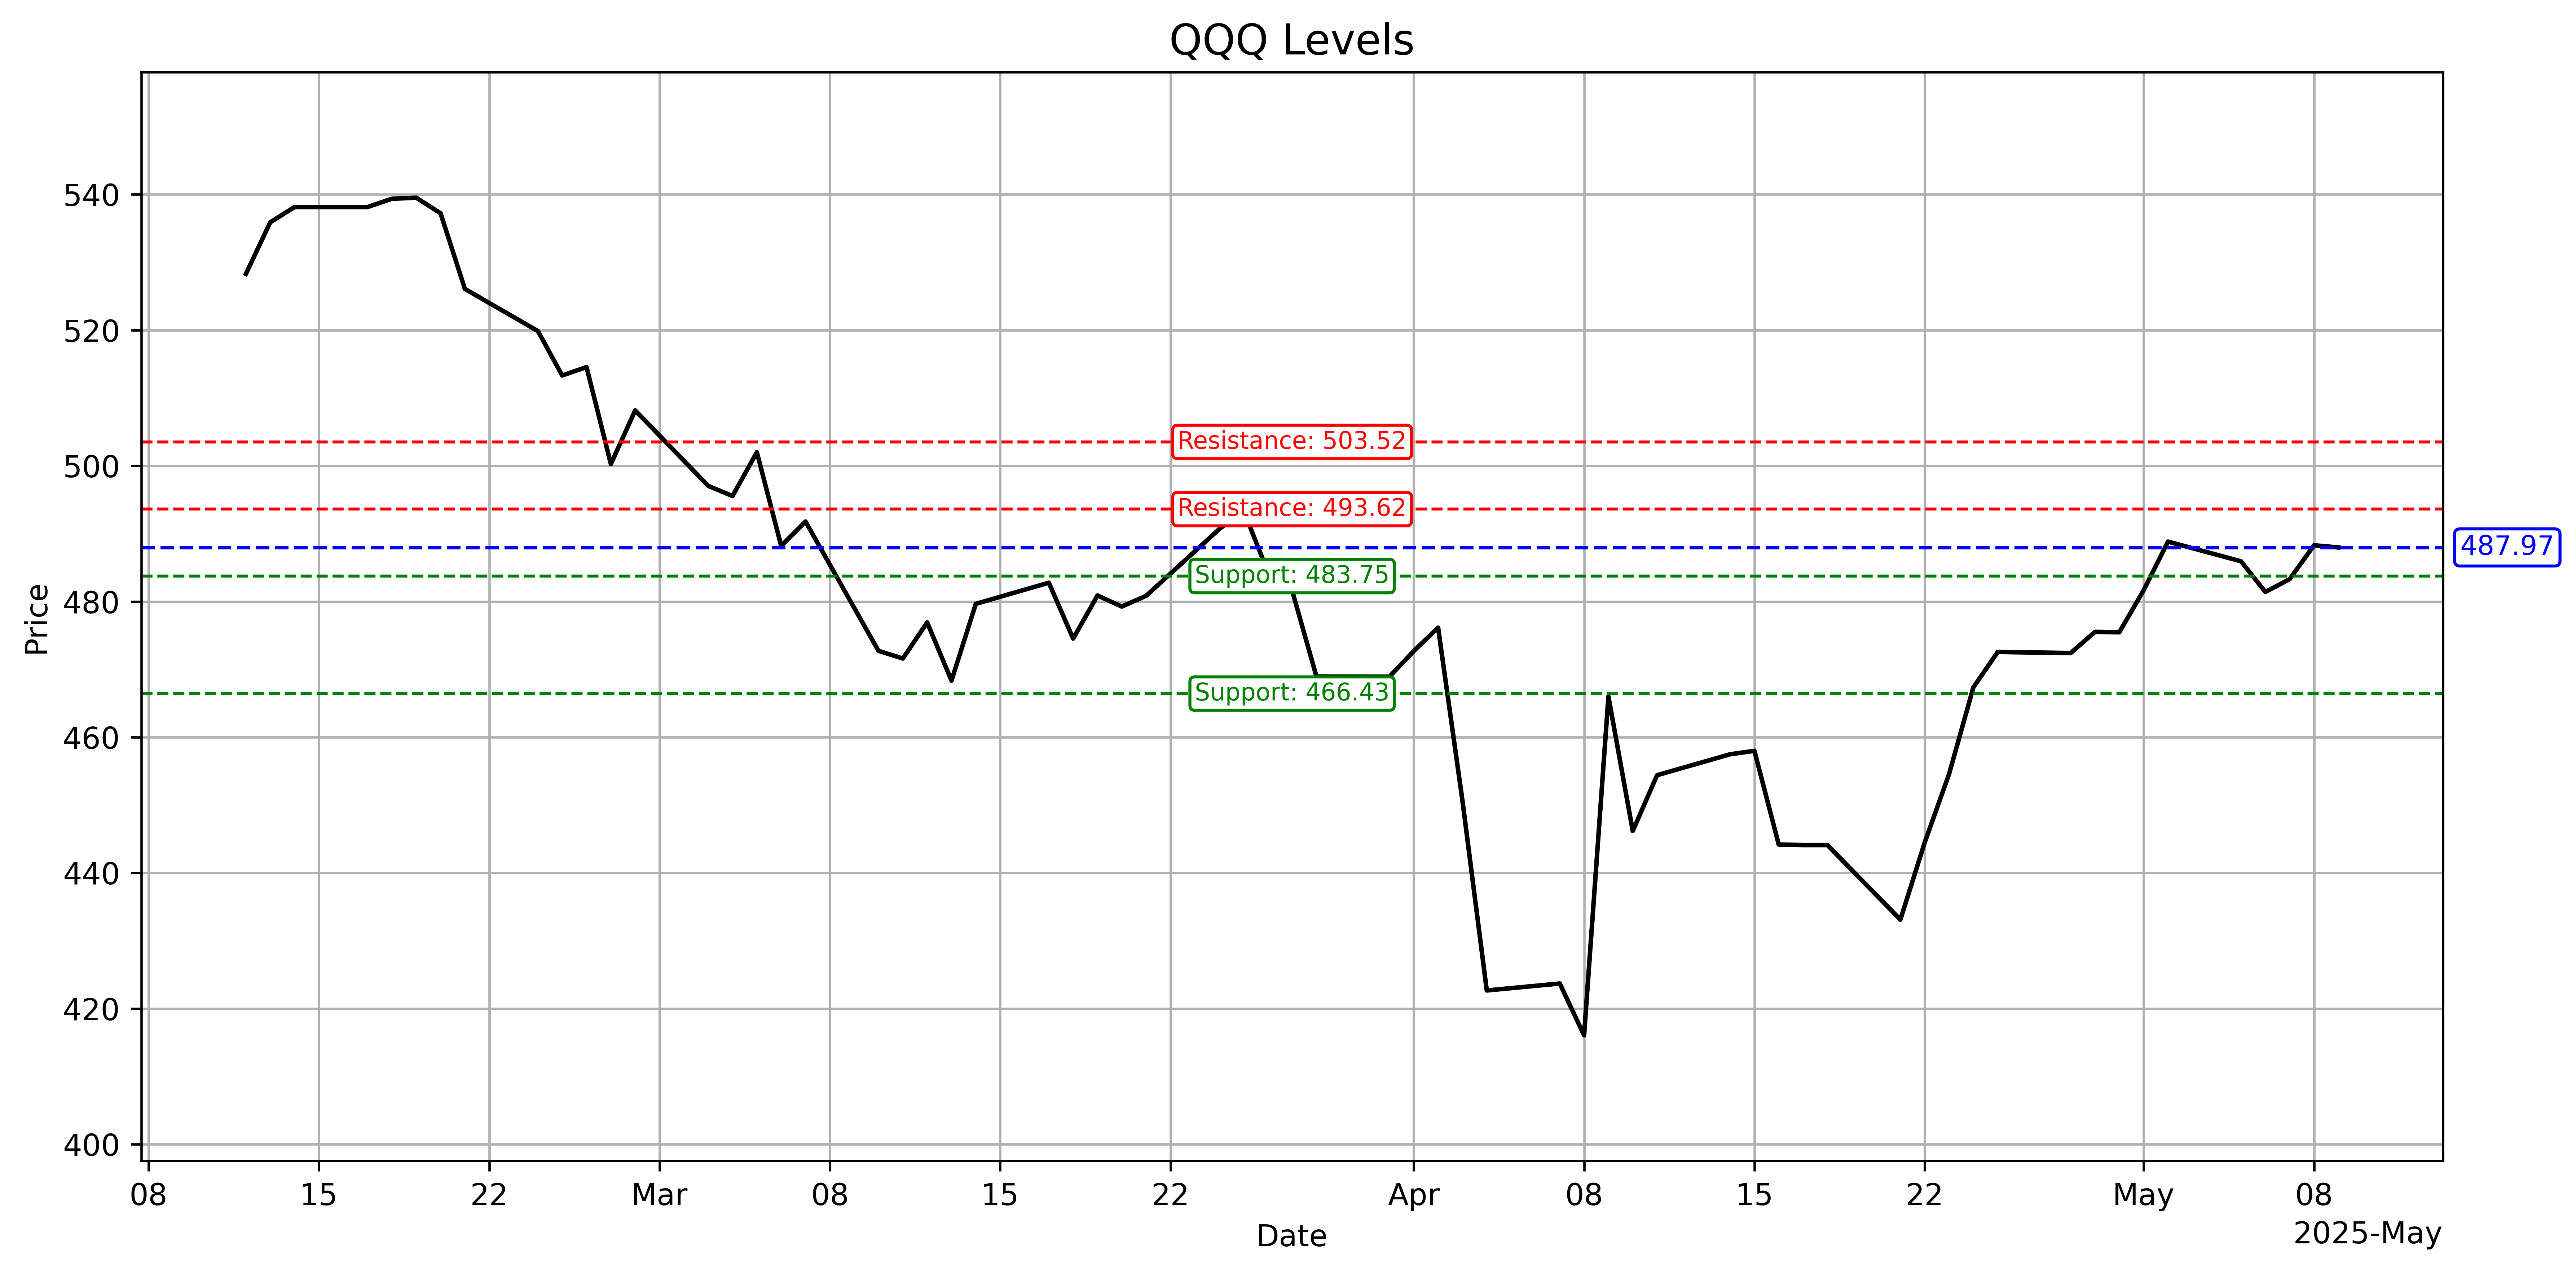 QQQ Levels
540
520
500
480
460
440
420
400
Price
Resistance: 503.52
Resistance: 493.62
487.97
Support: 483.75
Support: 466.43
08 15 22 Mar 08 15 22 Apr 08 15 22 May 08
Date
2025-May